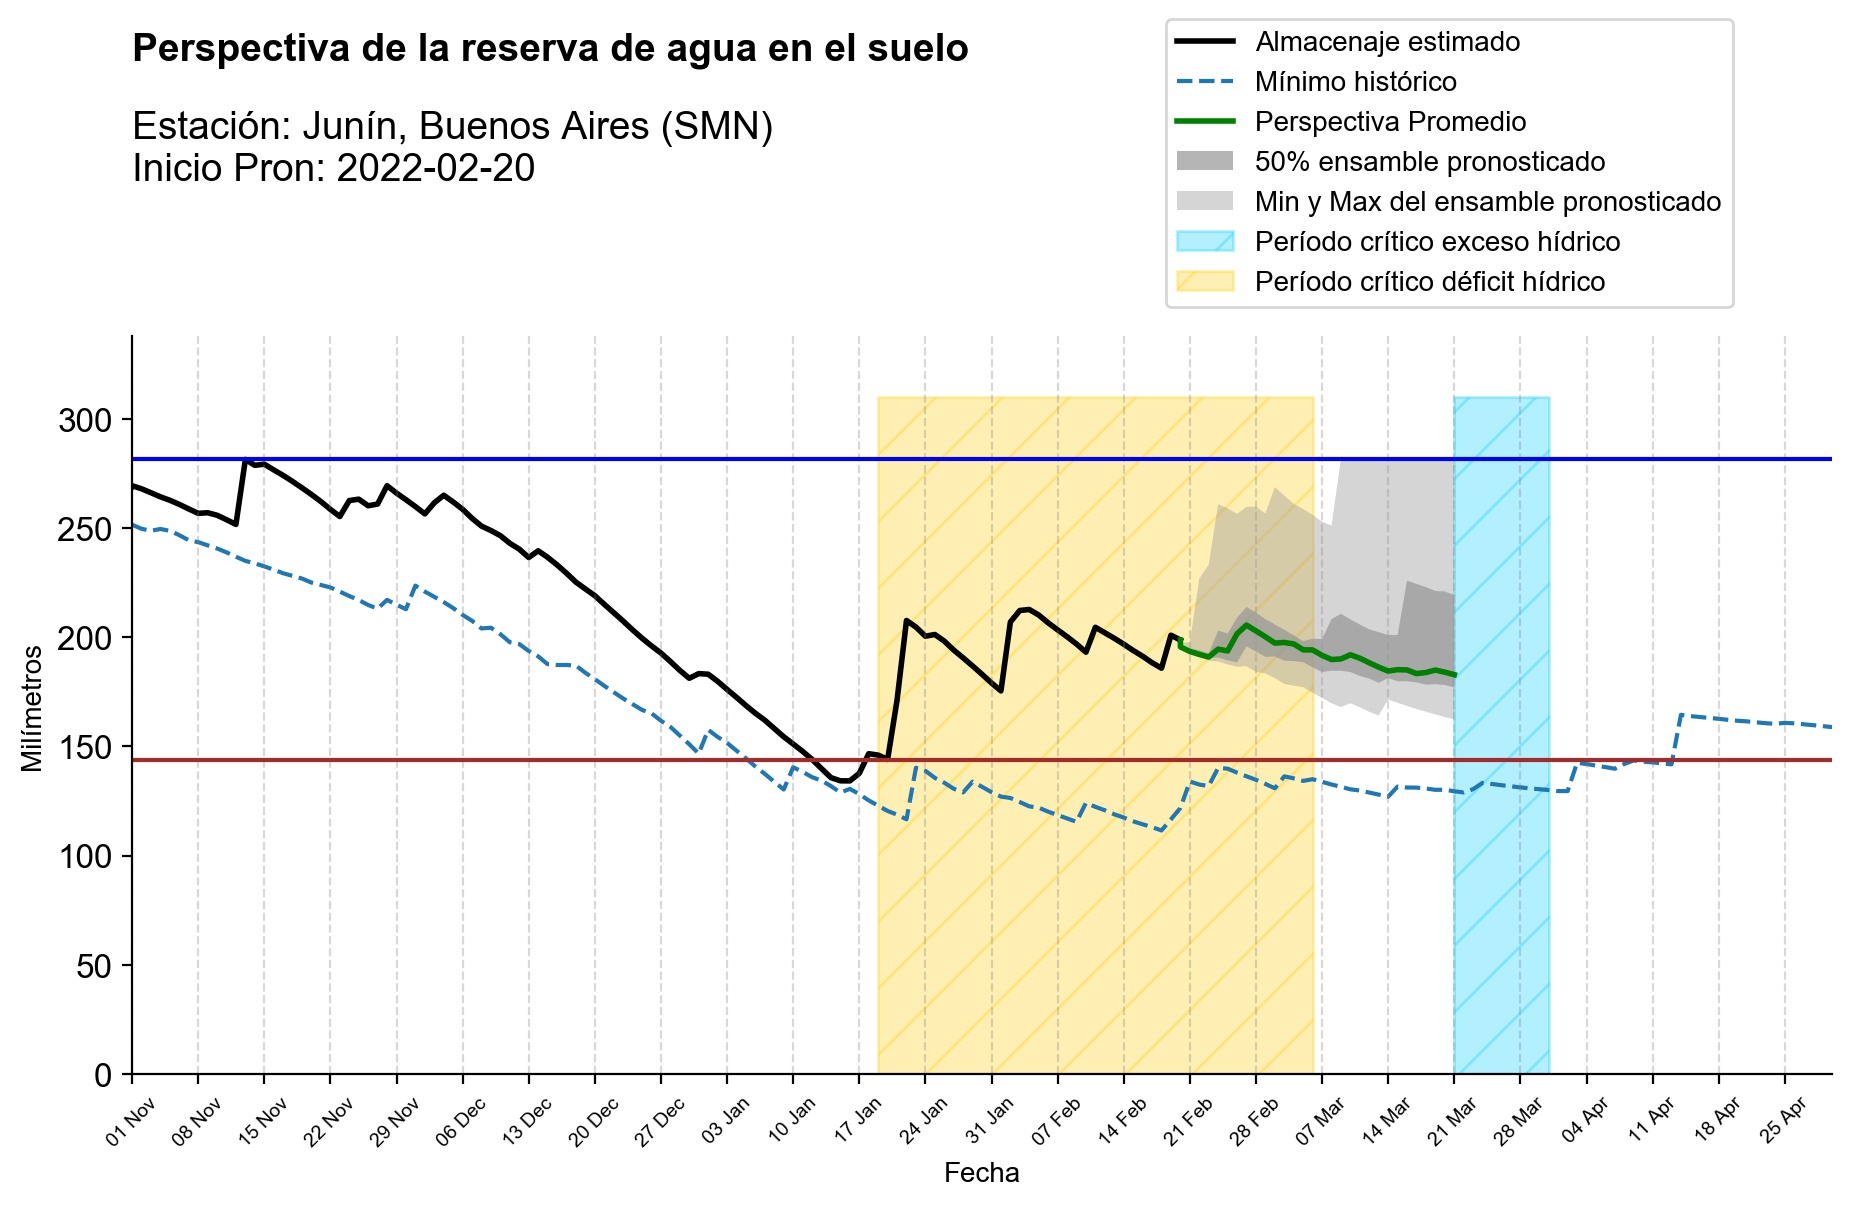 Perspectiva de la reserva de agua en el suelo
Estación: Junín, Buenos Aires (SMN)
Inicio Pron: 2022-02-20
Almacenaje estimado
Mínimo histórico
Perspectiva Promedio
50% ensamble pronosticado
Min y Max del ensamble pronosticado
Período crítico exceso hídrico
Período crítico déficit hídrico
Milímetros
300
250
200
150
100
50
0
01 Nov
08 Nov
15 Nov
22 Nov
29 Nov
06 Dec
13 Dec
20 Dec
27 Dec
03 Jan
10 Jan
17 Jan
24 Jan
31 Jan
07 Feb
14 Feb
21 Feb
28 Feb
07 Mar
14 Mar
21 Mar
28 Mar
04 Apr
11 Apr
18 Apr
25 Apr
Fecha